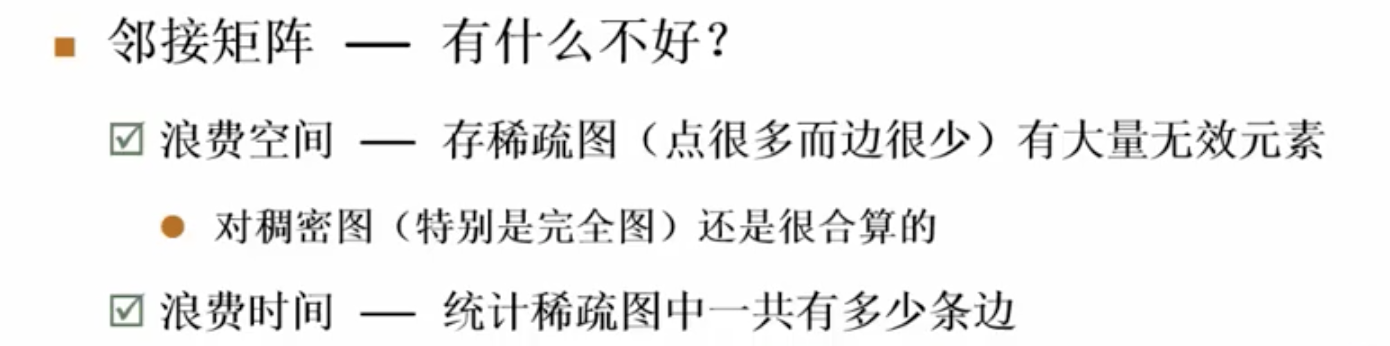 邻接矩阵 — 有什么不好？
浪费空间 — 存稀疏图（点很多而边很少）有大量无效元素
对稠密图（特别是完全图）还是很合算的
浪费时间 — 统计稀疏图中一共有多少条边